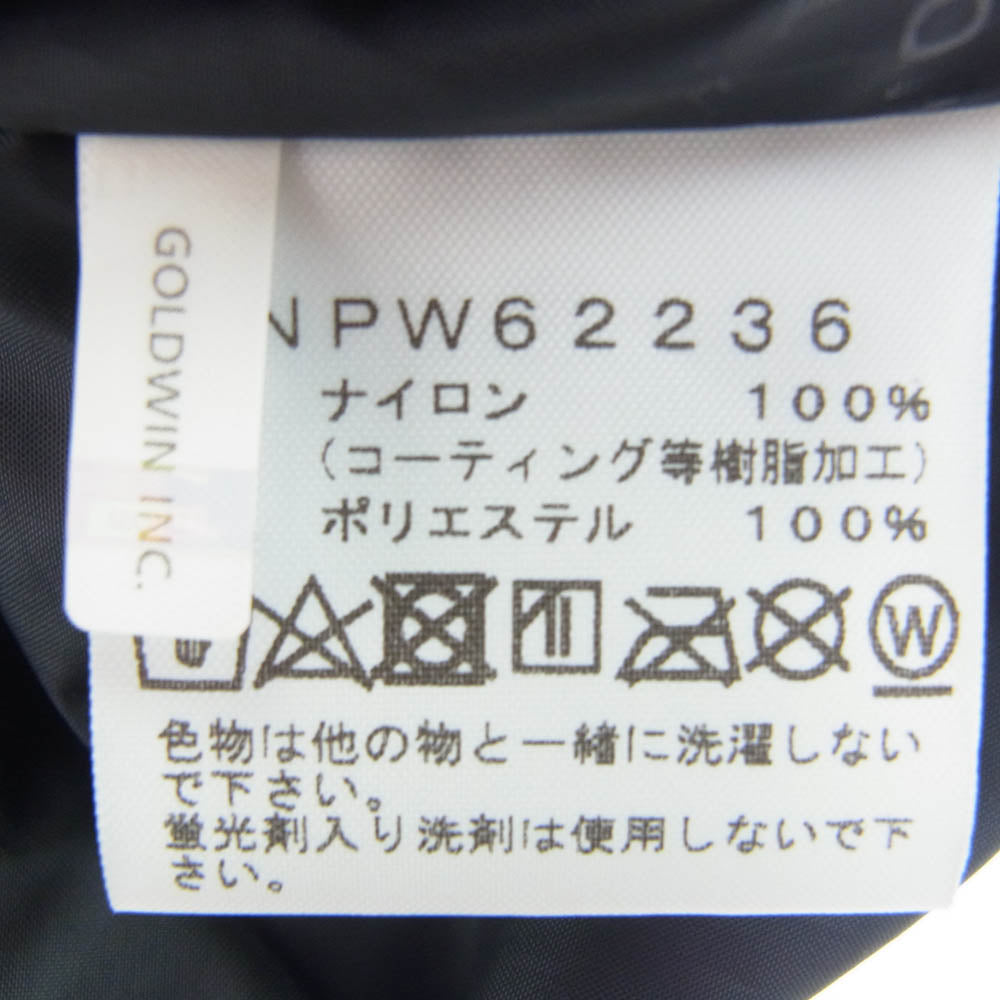 GOLDWIN INC.
NPW62236
ナイロン 100%
(コーティング等樹脂加工)
ポリエステル 100%
W
色物は他の物と一緒に洗濯しない
で下さい。
蛍光剤入り洗剤は使用しないで下
さい。